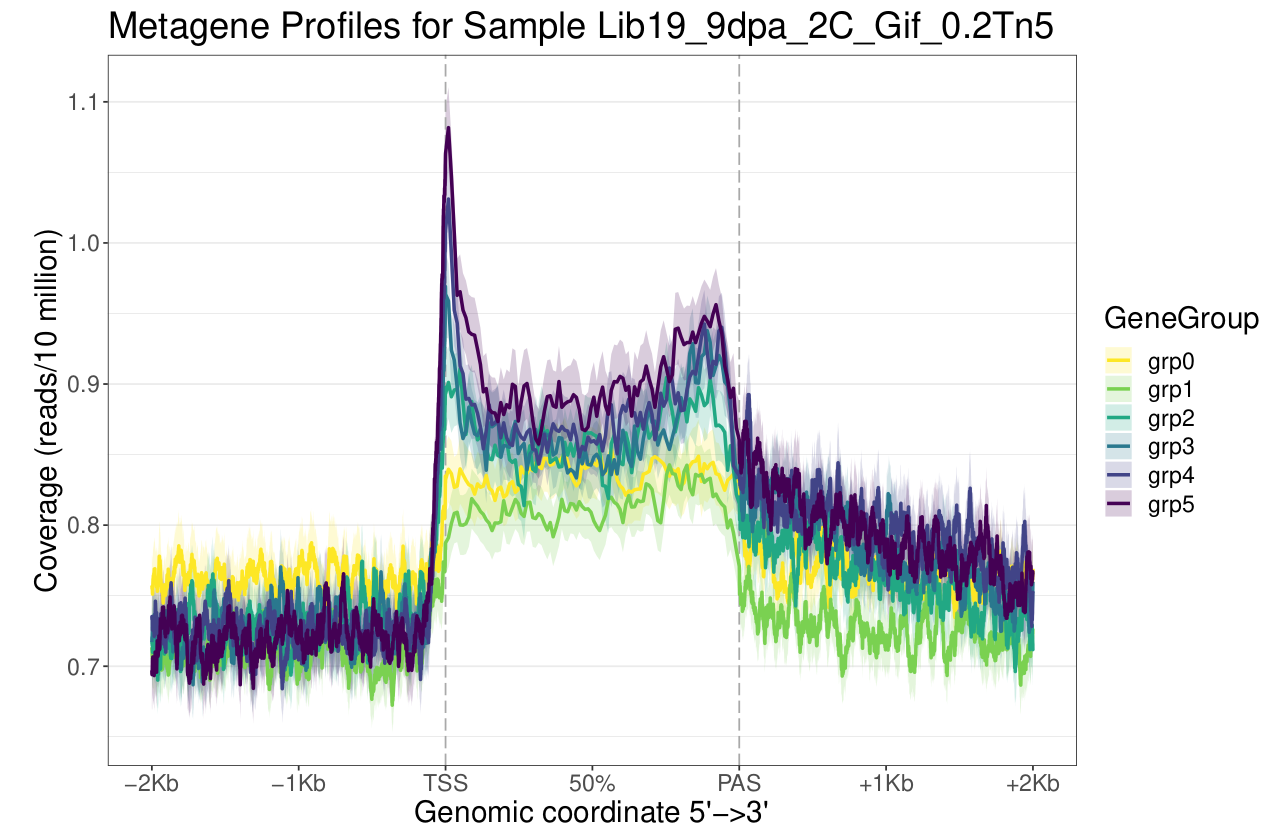 Metagene Profiles for Sample Lib19_9dpa_2C_Gif_0.2Tn5
Coverage (reads/10 million)
1.1
1.0
0.9
0.8
0.7
−2Kb
−1Kb
TSS
50%
PAS
+1Kb
+2Kb
Genomic coordinate 5'−>3'
GeneGroup
grp0
grp1
grp2
grp3
grp4
grp5